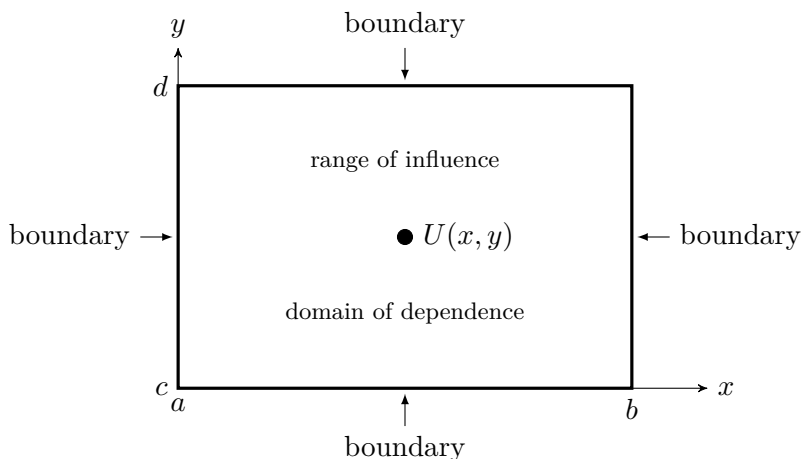 boundary
y
d
range of influence
boundary
U(x, y)
boundary
domain of dependence
c
x
a
b
boundary